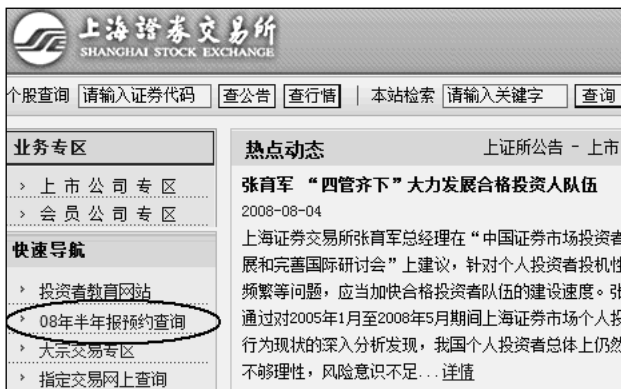 上海證券交易所
SHANGHAI STOCK EXCHANGE
个股查询 请输入证券代码 查公告 查行情 | 本站检索 请输入关键字 查询
业务专区
› 上市公司专区
› 会员公司专区
快速导航
› 投资者教育网站
› 08年半年报预约查询
› 大宗交易专区
› 指定交易网上查询
热点动态 上证所公告 - 上市
张育军 “四管齐下”大力发展合格投资人队伍
2008-08-04
上海证券交易所张育军总经理在“中国证券市场投资者
展和完善国际研讨会”上建议，针对个人投资者投机性
频繁等问题，应当加快合格投资者队伍的建设速度。张
通过对2005年1月至2008年5月期间上海证券市场个人投
行为现状的深入分析发现，我国个人投资者总体上仍然
不够理性，风险意识不足...详情